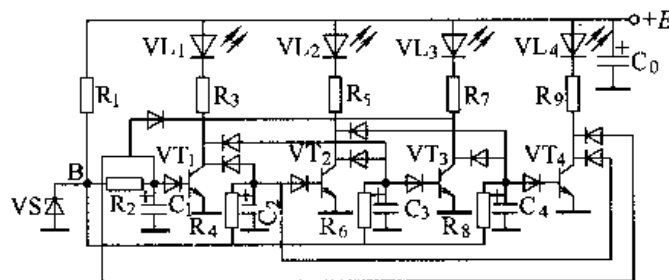 +E
VL1 VL2 VL3 VL4 + C0
R1 R3 R5 R7 R9
VT1 VT2 VT3 VT4
B
VS R2 + C1 R4 + C2 R6 + C3 R8 + C4